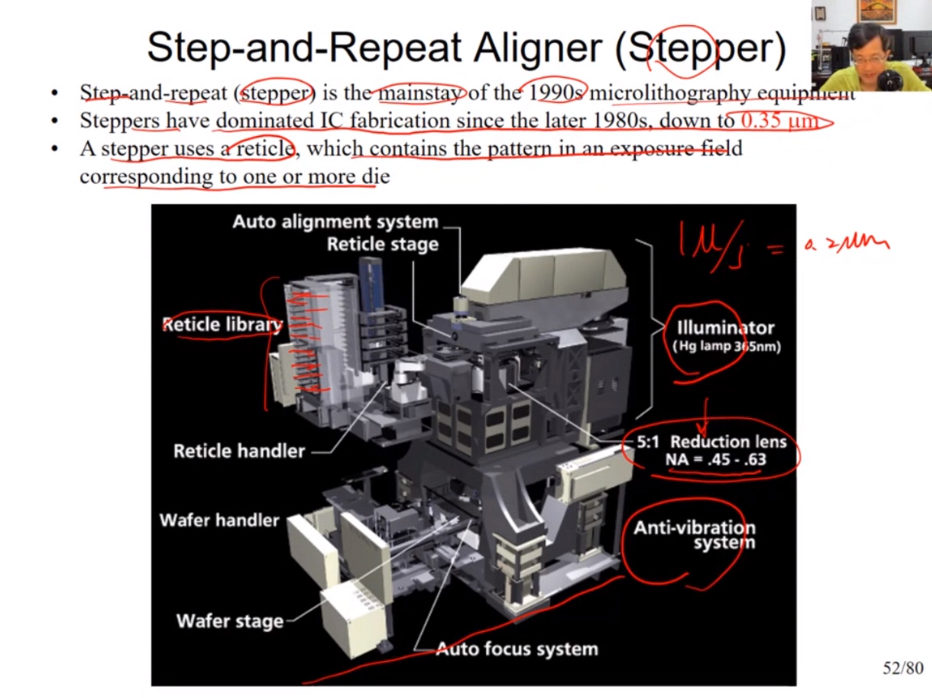 Step-and-Repeat Aligner (Stepper)
• Step-and-repeat (stepper) is the mainstay of the 1990s microlithography equipment
• Steppers have dominated IC fabrication since the later 1980s, down to 0.35 μm
• A stepper uses a reticle, which contains the pattern in an exposure field
corresponding to one or more die
Auto alignment system
Reticle stage
Reticle library
Illuminator
(Hg lamp 365nm)
Reticle handler
5:1 Reduction lens
NA = .45 - .63
Wafer handler
Anti-vibration
system
Wafer stage
Auto focus system
52/80